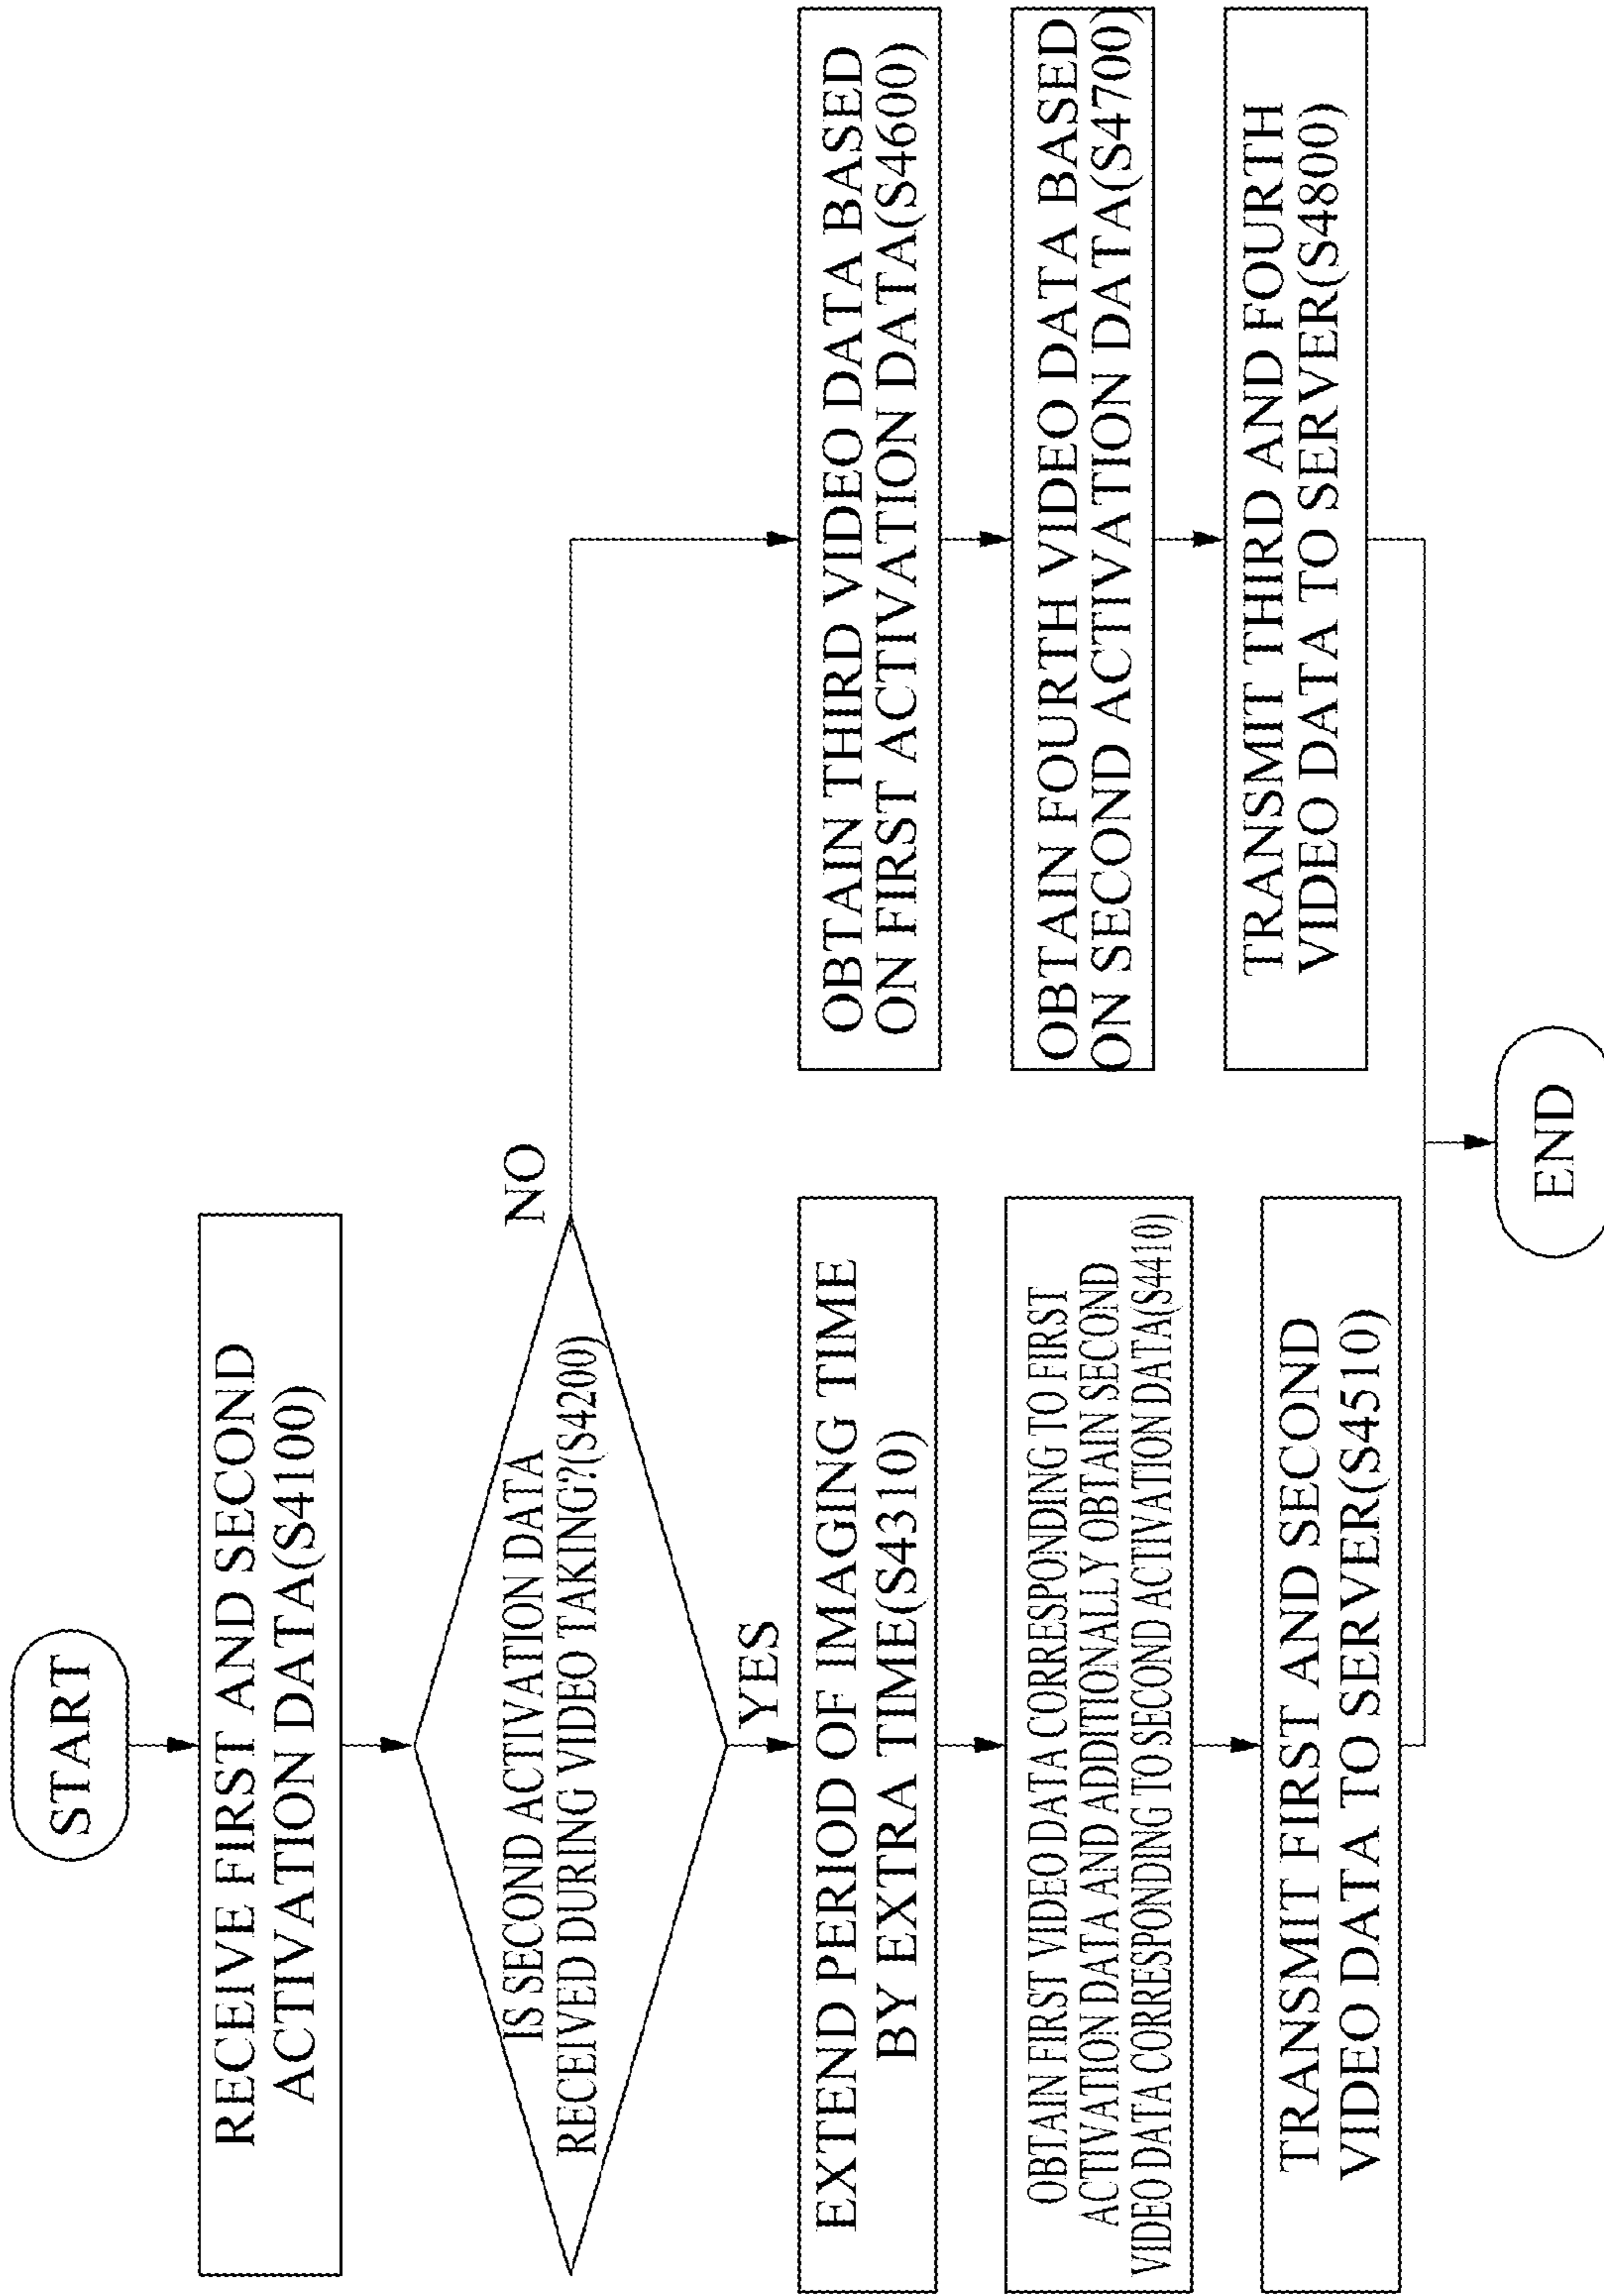 START
RECEIVE FIRST AND SECOND
ACTIVATION DATA(S4100)
IS SECOND ACTIVATION DATA
RECEIVED DURING VIDEO TAKING?(S4200)
NO
YES
EXTEND PERIOD OF IMAGING TIME
BY EXTRA TIME(S4310)
OBTAIN FIRST VIDEO DATA CORRESPONDING TO FIRST
ACTIVATION DATA AND ADDITIONALLY OBTAIN SECOND
VIDEO DATA CORRESPONDING TO SECOND ACTIVATION DATA(S4410)
TRANSMIT FIRST AND SECOND
VIDEO DATA TO SERVER(S4510)
OBTAIN THIRD VIDEO DATA BASED
ON FIRST ACTIVATION DATA(S4600)
OBTAIN FOURTH VIDEO DATA BASED
ON SECOND ACTIVATION DATA(S4700)
TRANSMIT THIRD AND FOURTH
VIDEO DATA TO SERVER(S4800)
END